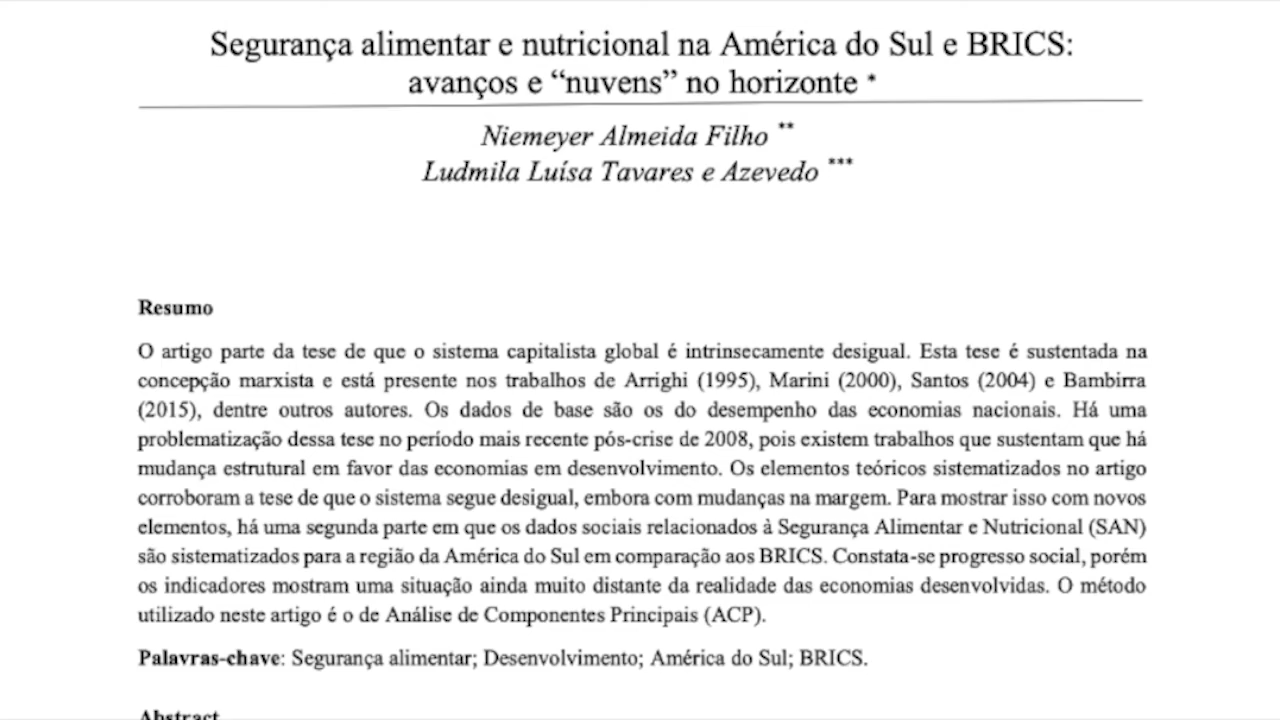 Segurança alimentar e nutricional na América do Sul e BRICS:
avanços e “nuvens” no horizonte *
Niemeyer Almeida Filho **
Ludmila Luísa Tavares e Azevedo ***
Resumo
O artigo parte da tese de que o sistema capitalista global é intrinsecamente desigual. Esta tese é sustentada na
concepção marxista e está presente nos trabalhos de Arrighi (1995), Marini (2000), Santos (2004) e Bambirra
(2015), dentre outros autores. Os dados de base são os do desempenho das economias nacionais. Há uma
problematização dessa tese no período mais recente pós-crise de 2008, pois existem trabalhos que sustentam que há
mudança estrutural em favor das economias em desenvolvimento. Os elementos teóricos sistematizados no artigo
corroboram a tese de que o sistema segue desigual, embora com mudanças na margem. Para mostrar isso com novos
elementos, há uma segunda parte em que os dados sociais relacionados à Segurança Alimentar e Nutricional (SAN)
são sistematizados para a região da América do Sul em comparação aos BRICS. Constata-se progresso social, porém
os indicadores mostram uma situação ainda muito distante da realidade das economias desenvolvidas. O método
utilizado neste artigo é o de Análise de Componentes Principais (ACP).
Palavras-chave: Segurança alimentar; Desenvolvimento; América do Sul; BRICS.
Abstract